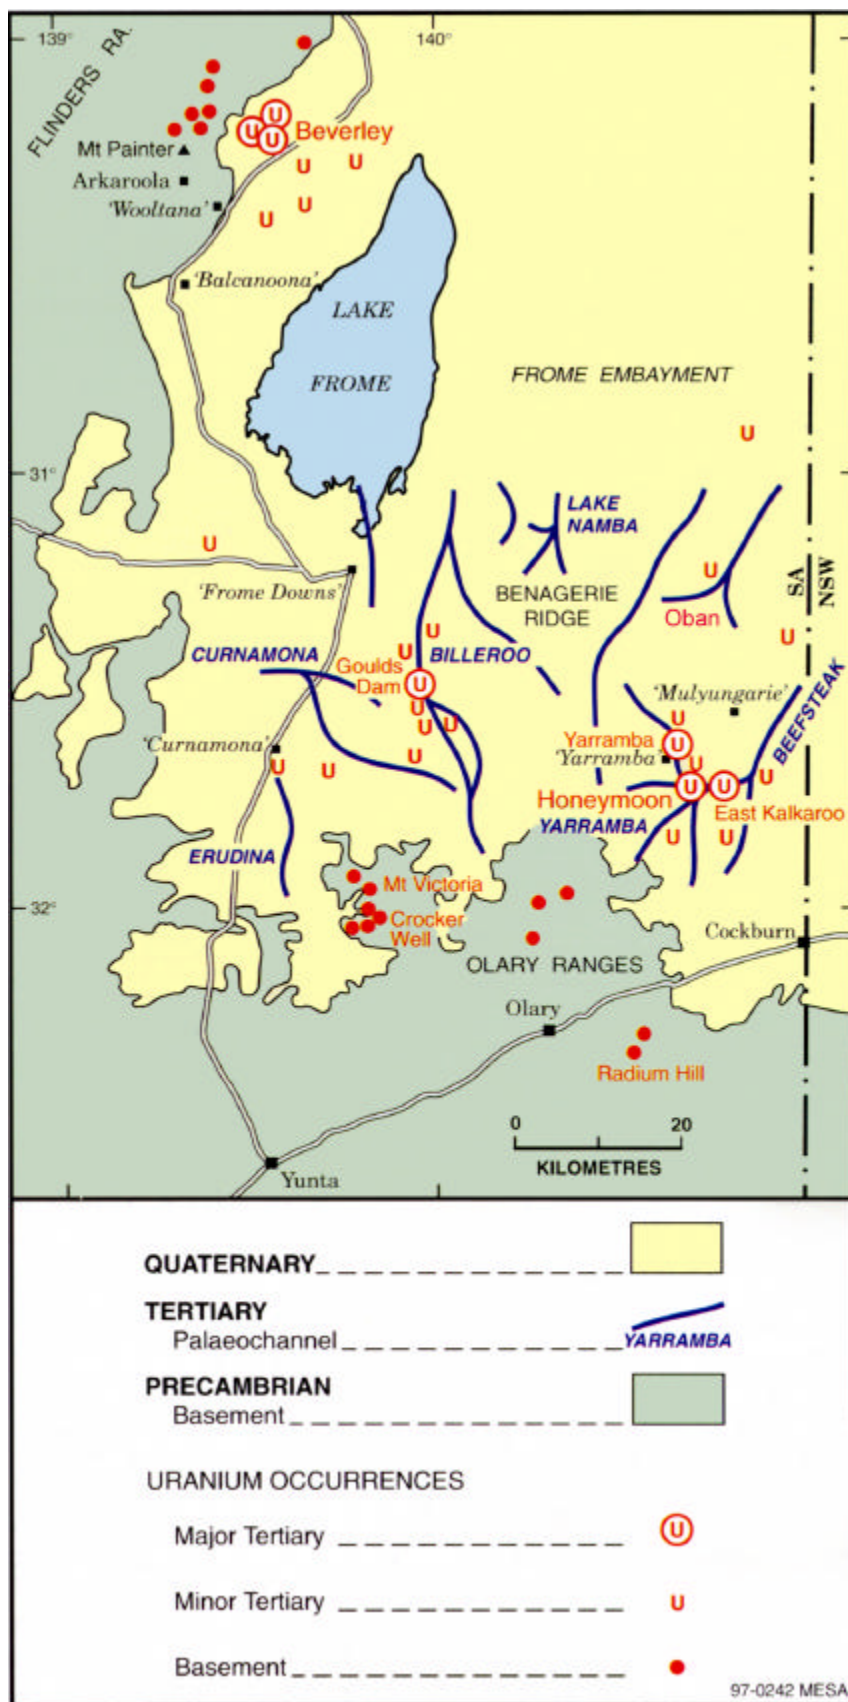 139°
140°
FLINDERS RA.
U
U
U
Beverley
Mt Painter
U
U
Arkaroola
'Wooltana'
U
U
'Balcanoona'
LAKE
FROME
FROME EMBAYMENT
U
31°
LAKE
NAMBA
U
'Frome Downs'
BENAGERIE
RIDGE
U
SA
NSW
Oban
CURNAMONA
U
U
BILLEROO
U
Goulds
Dam
U
'Mulyungarie'
BEEFSTEAK
U
U
U
U
Yarramba
U
'Curnamona'
U
'Yarramba'
U
U
U
U
Honeymoon
U
U
East Kalkaroo
YARRAMBA
U
U
ERUDINA
Mt Victoria
32°
Crocker
Well
Cockburn
OLARY RANGES
Olary
Radium Hill
0
20
KILOMETRES
Yunta
QUATERNARY
TERTIARY
Palaeochannel
YARRAMBA
PRECAMBRIAN
Basement
URANIUM OCCURRENCES
Major Tertiary
U
Minor Tertiary
U
Basement
97-0242 MESA